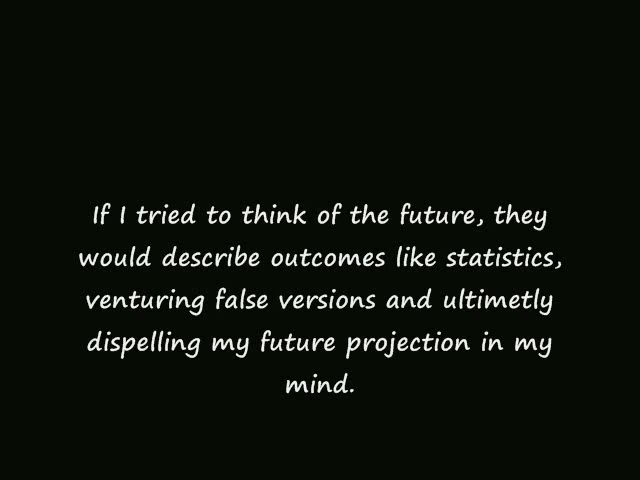 If I tried to think of the future, they
would describe outcomes like statistics,
venturing false versions and ultimetly
dispelling my future projection in my
mind.